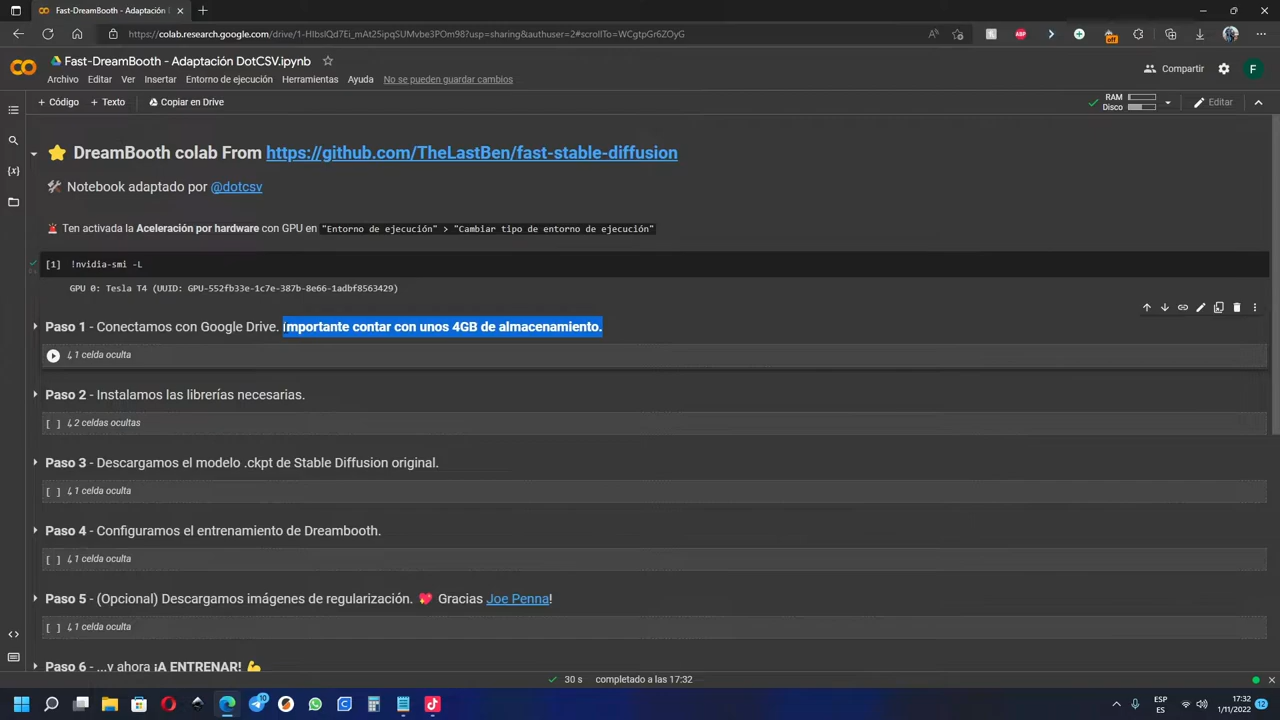 Fast-DreamBooth - Adaptación
https://colab.research.google.com/drive/1-HIbsIQd7Ei_mAt25ipqSUMvbe3POm98?usp=sharing&authuser=2#scrollTo=WCgtpGr6ZOyG
ABP
off
Fast-DreamBooth - Adaptación DotCSV.ipynb
Compartir
F
Archivo Editar Ver Insertar Entorno de ejecución Herramientas Ayuda No se pueden guardar cambios
+ Código + Texto Copiar en Drive
RAM
Disco
Editar
DreamBooth colab From https://github.com/TheLastBen/fast-stable-diffusion
Notebook adaptado por @dotcsv
Ten activada la Aceleración por hardware con GPU en "Entorno de ejecución" > "Cambiar tipo de entorno de ejecución"
[1] !nvidia-smi -L
GPU 0: Tesla T4 (UUID: GPU-552fb33e-1c7e-387b-8e66-1adbf8563429)
Paso 1 - Conectamos con Google Drive. Importante contar con unos 4GB de almacenamiento.
1 celda oculta
Paso 2 - Instalamos las librerías necesarias.
[ ] 2 celdas ocultas
Paso 3 - Descargamos el modelo .ckpt de Stable Diffusion original.
[ ] 1 celda oculta
Paso 4 - Configuramos el entrenamiento de Dreambooth.
[ ] 1 celda oculta
Paso 5 - (Opcional) Descargamos imágenes de regularización. 💖 Gracias Joe Penna!
[ ] 1 celda oculta
Paso 6 - ...y ahora ¡A ENTRENAR! 💪
30 s completado a las 17:32
10
ESP
ES
17:32
1/11/2022
12